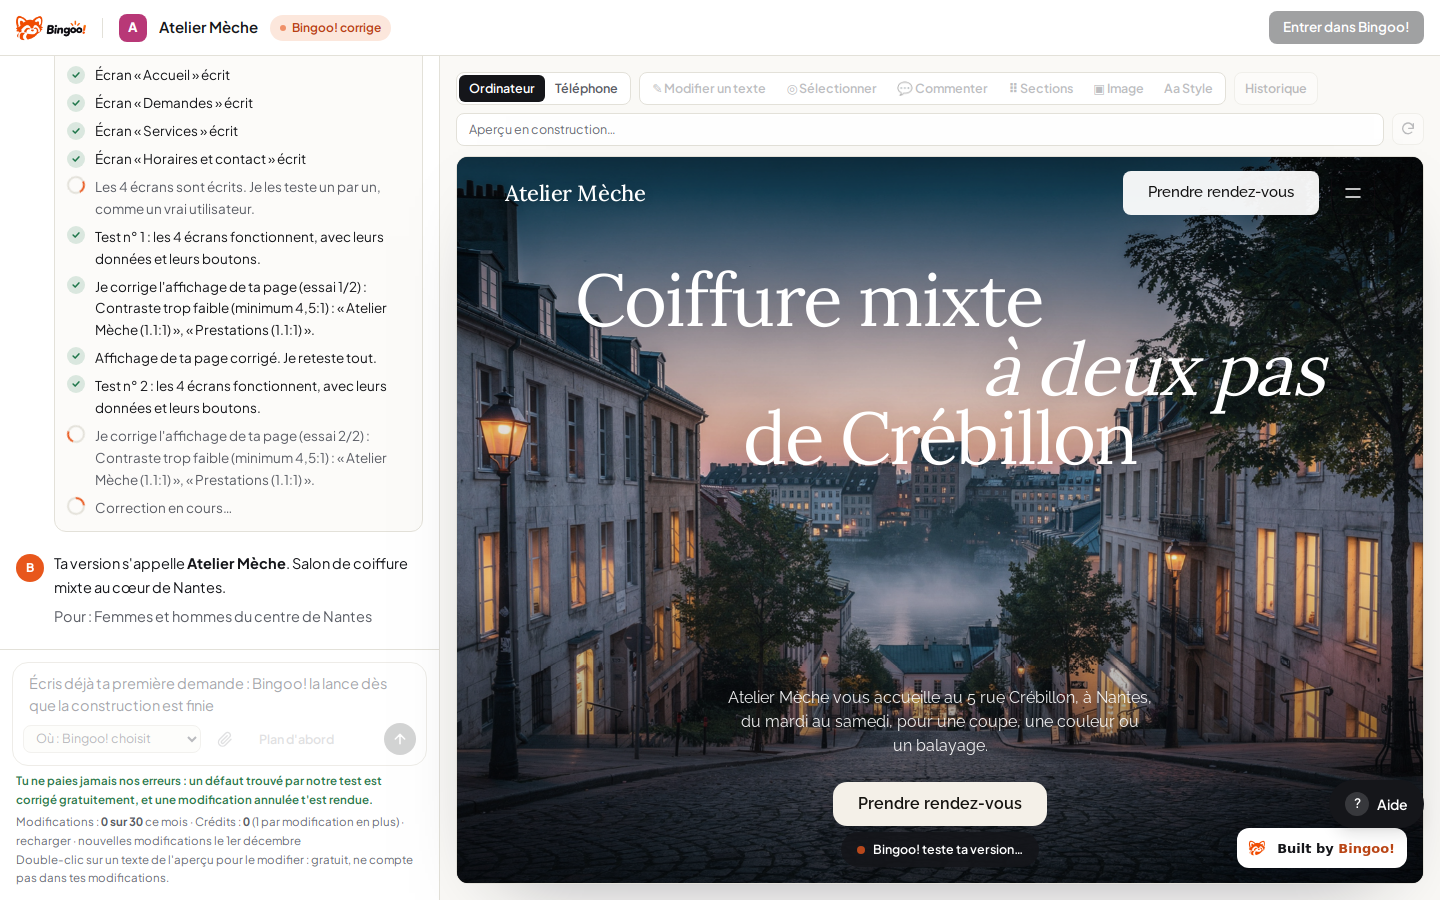 Bingoo!
A
Atelier Mèche
Bingoo! corrige
Entrer dans Bingoo!
Écran « Accueil » écrit
Écran « Demandes » écrit
Écran « Services » écrit
Écran « Horaires et contact » écrit
Les 4 écrans sont écrits. Je les teste un par un,
comme un vrai utilisateur.
Test n° 1 : les 4 écrans fonctionnent, avec leurs
données et leurs boutons.
Je corrige l'affichage de ta page (essai 1/2) :
Contraste trop faible (minimum 4,5:1) : « Atelier
Mèche (1.1:1) », « Prestations (1.1:1) ».
Affichage de ta page corrigé. Je reteste tout.
Test n° 2 : les 4 écrans fonctionnent, avec leurs
données et leurs boutons.
Je corrige l'affichage de ta page (essai 2/2) :
Contraste trop faible (minimum 4,5:1) : « Atelier
Mèche (1.1:1) », « Prestations (1.1:1) ».
Correction en cours…
B
Ta version s'appelle Atelier Mèche. Salon de coiffure
mixte au cœur de Nantes.
Pour : Femmes et hommes du centre de Nantes
Écris déjà ta première demande : Bingoo! la lance dès
que la construction est finie
Où : Bingoo! choisit
Plan d'abord
Tu ne paies jamais nos erreurs : un défaut trouvé par notre test est
corrigé gratuitement, et une modification annulée t'est rendue.
Modifications : 0 sur 30 ce mois · Crédits : 0 (1 par modification en plus) ·
recharger · nouvelles modifications le 1er décembre
Double-clic sur un texte de l'aperçu pour le modifier : gratuit, ne compte
pas dans tes modifications.
Ordinateur
Téléphone
Modifier un texte
Sélectionner
Commenter
Sections
Image
Aa Style
Historique
Aperçu en construction…
Atelier Mèche
Prendre rendez-vous
Coiffure mixte
à deux pas
de Crébillon
Atelier Mèche vous accueille au 5 rue Crébillon, à Nantes,
du mardi au samedi, pour une coupe, une couleur ou
un balayage.
Prendre rendez-vous
Bingoo! teste ta version…
? Aide
Built by Bingoo!